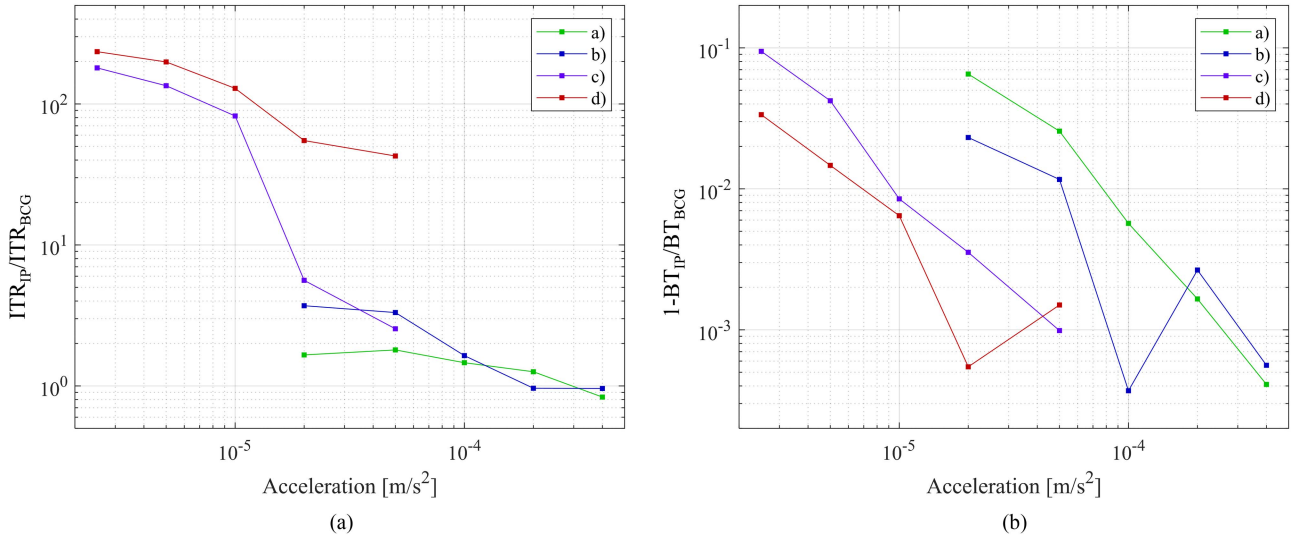 a)
b)
c)
d)
10^2
10^1
10^0
ITR_IP/ITR_BCG
10^-5
10^-4
Acceleration [m/s^2]
(a)
a)
b)
c)
d)
10^-1
10^-2
10^-3
1-BT_IP/BT_BCG
10^-5
10^-4
Acceleration [m/s^2]
(b)